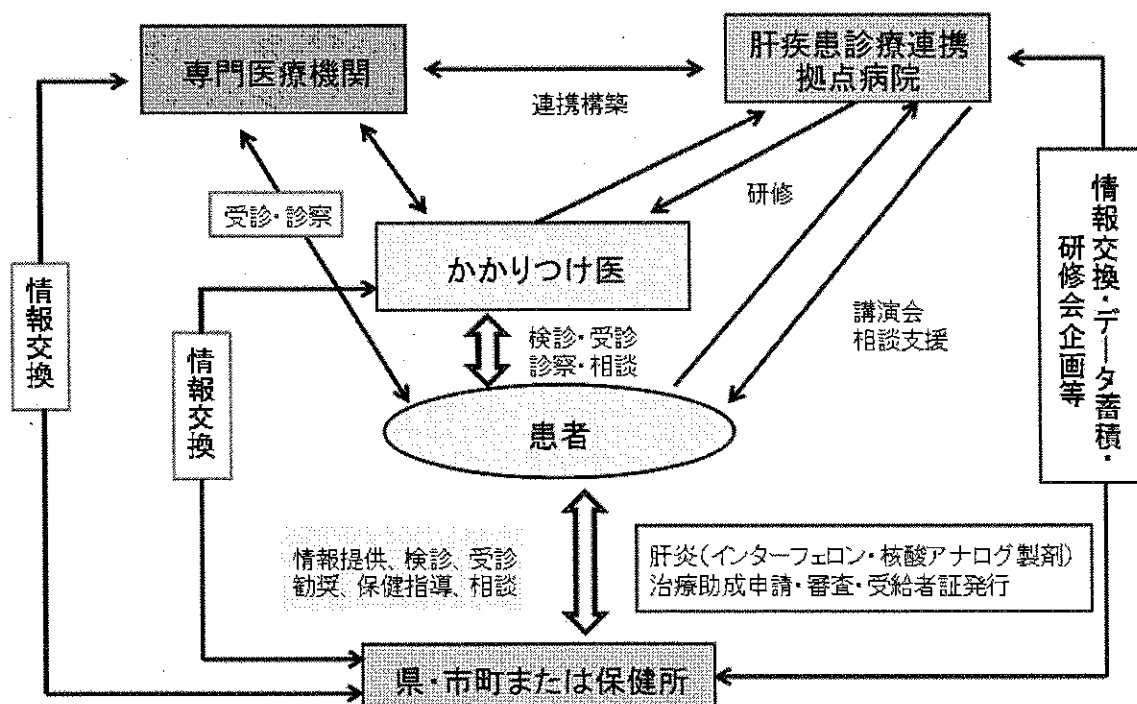 専門医療機関
肝疾患診療連携
拠点病院
連携構築
研修
受診・診察
かかりつけ医
情報交換
情報交換
検診・受診
診察・相談
講演会
相談支援
情報交換・データ蓄積・
研修会企画等
患者
情報提供、検診、受診
勧奨、保健指導、相談
肝炎(インターフェロン・核酸アナログ製剤)
治療助成申請・審査・受給者証発行
県・市町または保健所